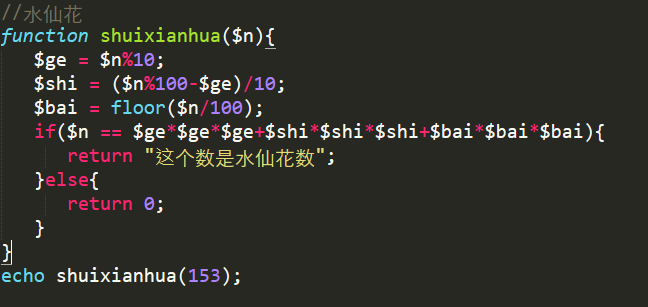 //水仙花
function shuixianhua($n){
$ge = $n%10;
$shi = ($n%100-$ge)/10;
$bai = floor($n/100);
if($n == $ge*$ge*$ge+$shi*$shi*$shi+$bai*$bai*$bai){
return "这个数是水仙花数";
}else{
return 0;
}
}
echo shuixianhua(153);